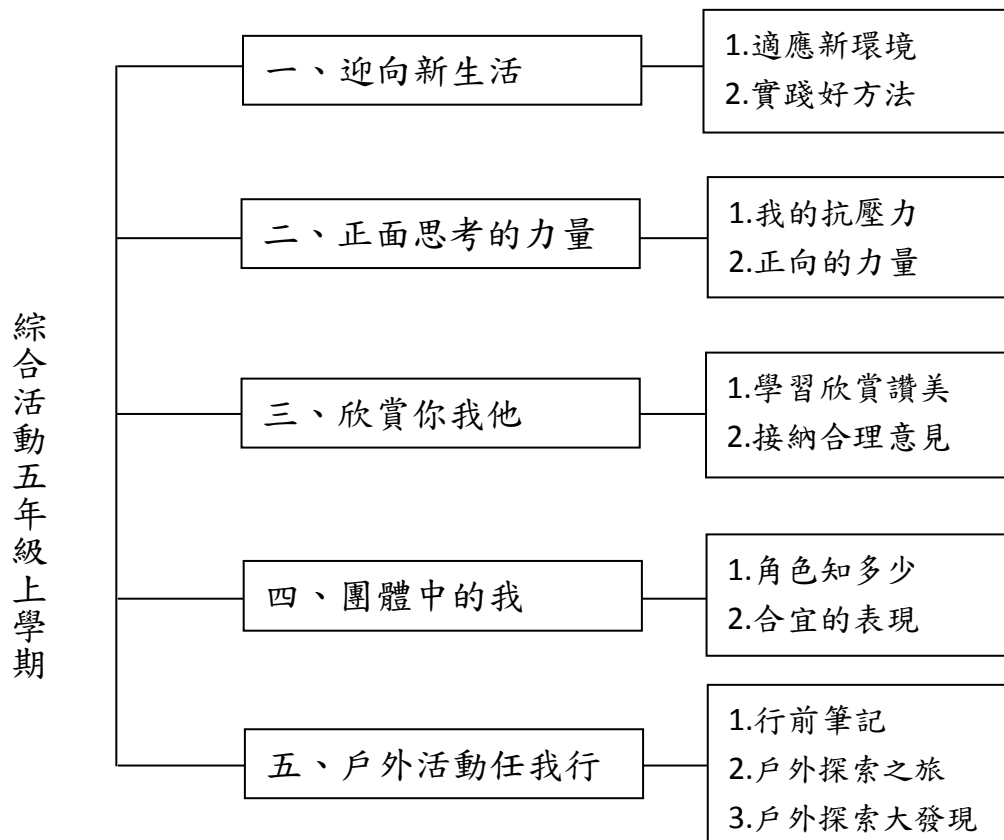 綜合活動五年級上學期
一、迎向新生活
1.適應新環境
2.實踐好方法
二、正面思考的力量
1.我的抗壓力
2.正向的力量
三、欣賞你我他
1.學習欣賞讚美
2.接納合理意見
四、團體中的我
1.角色知多少
2.合宜的表現
五、戶外活動任我行
1.行前筆記
2.戶外探索之旅
3.戶外探索大發現